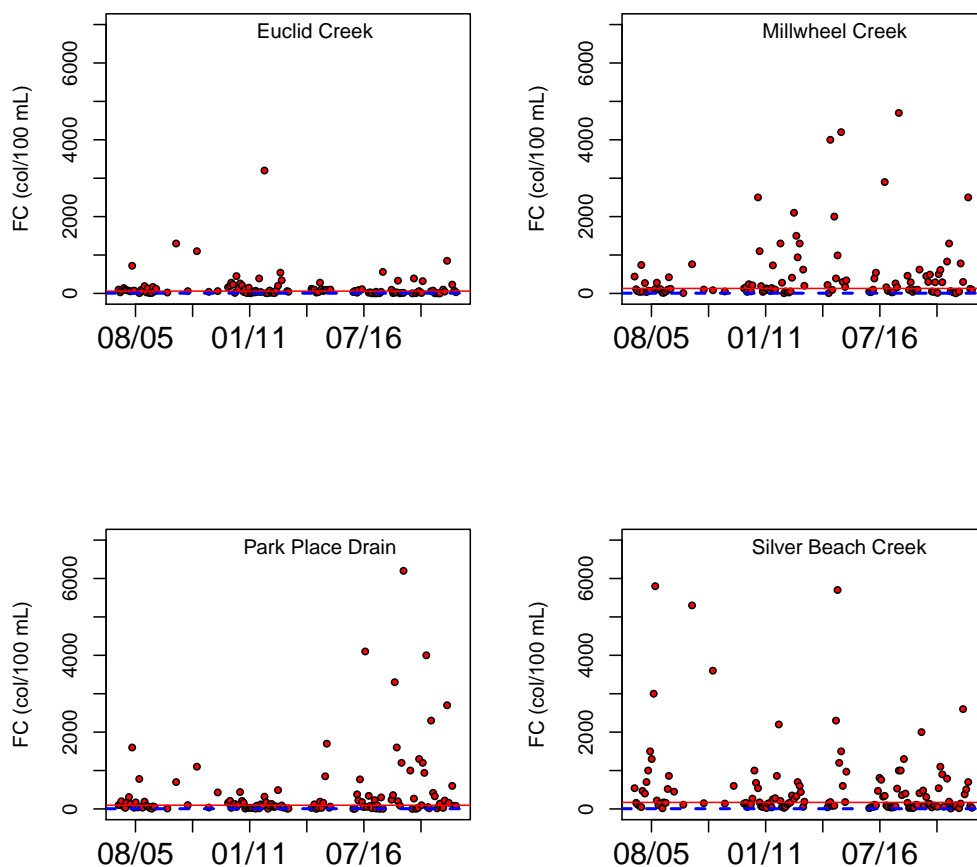 Euclid Creek
FC (col/100 mL)
0 2000 4000 6000
08/05 01/11 07/16
Millwheel Creek
FC (col/100 mL)
0 2000 4000 6000
08/05 01/11 07/16
Park Place Drain
FC (col/100 mL)
0 2000 4000 6000
08/05 01/11 07/16
Silver Beach Creek
FC (col/100 mL)
0 2000 4000 6000
08/05 01/11 07/16